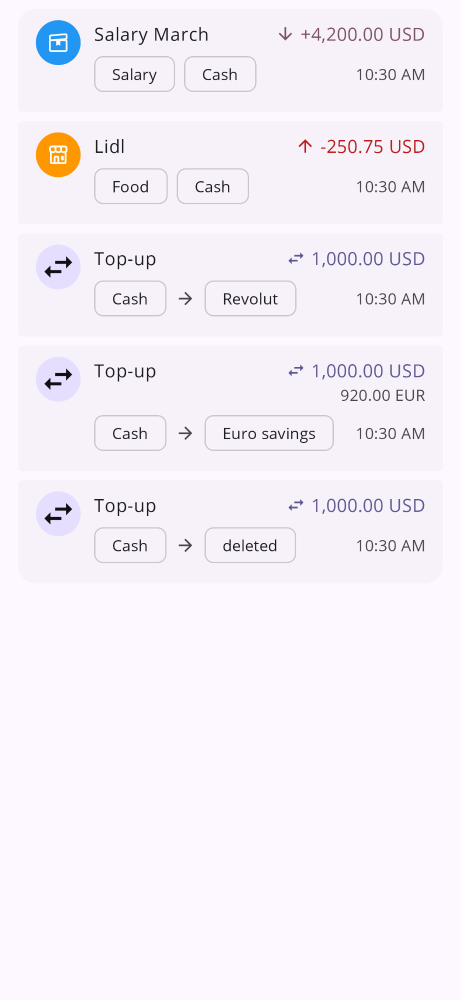 Salary March +4,200.00 USD
Salary Cash 10:30 AM
Lidl -250.75 USD
Food Cash 10:30 AM
Top-up 1,000.00 USD
Cash → Revolut 10:30 AM
Top-up 1,000.00 USD
920.00 EUR
Cash → Euro savings 10:30 AM
Top-up 1,000.00 USD
Cash → deleted 10:30 AM